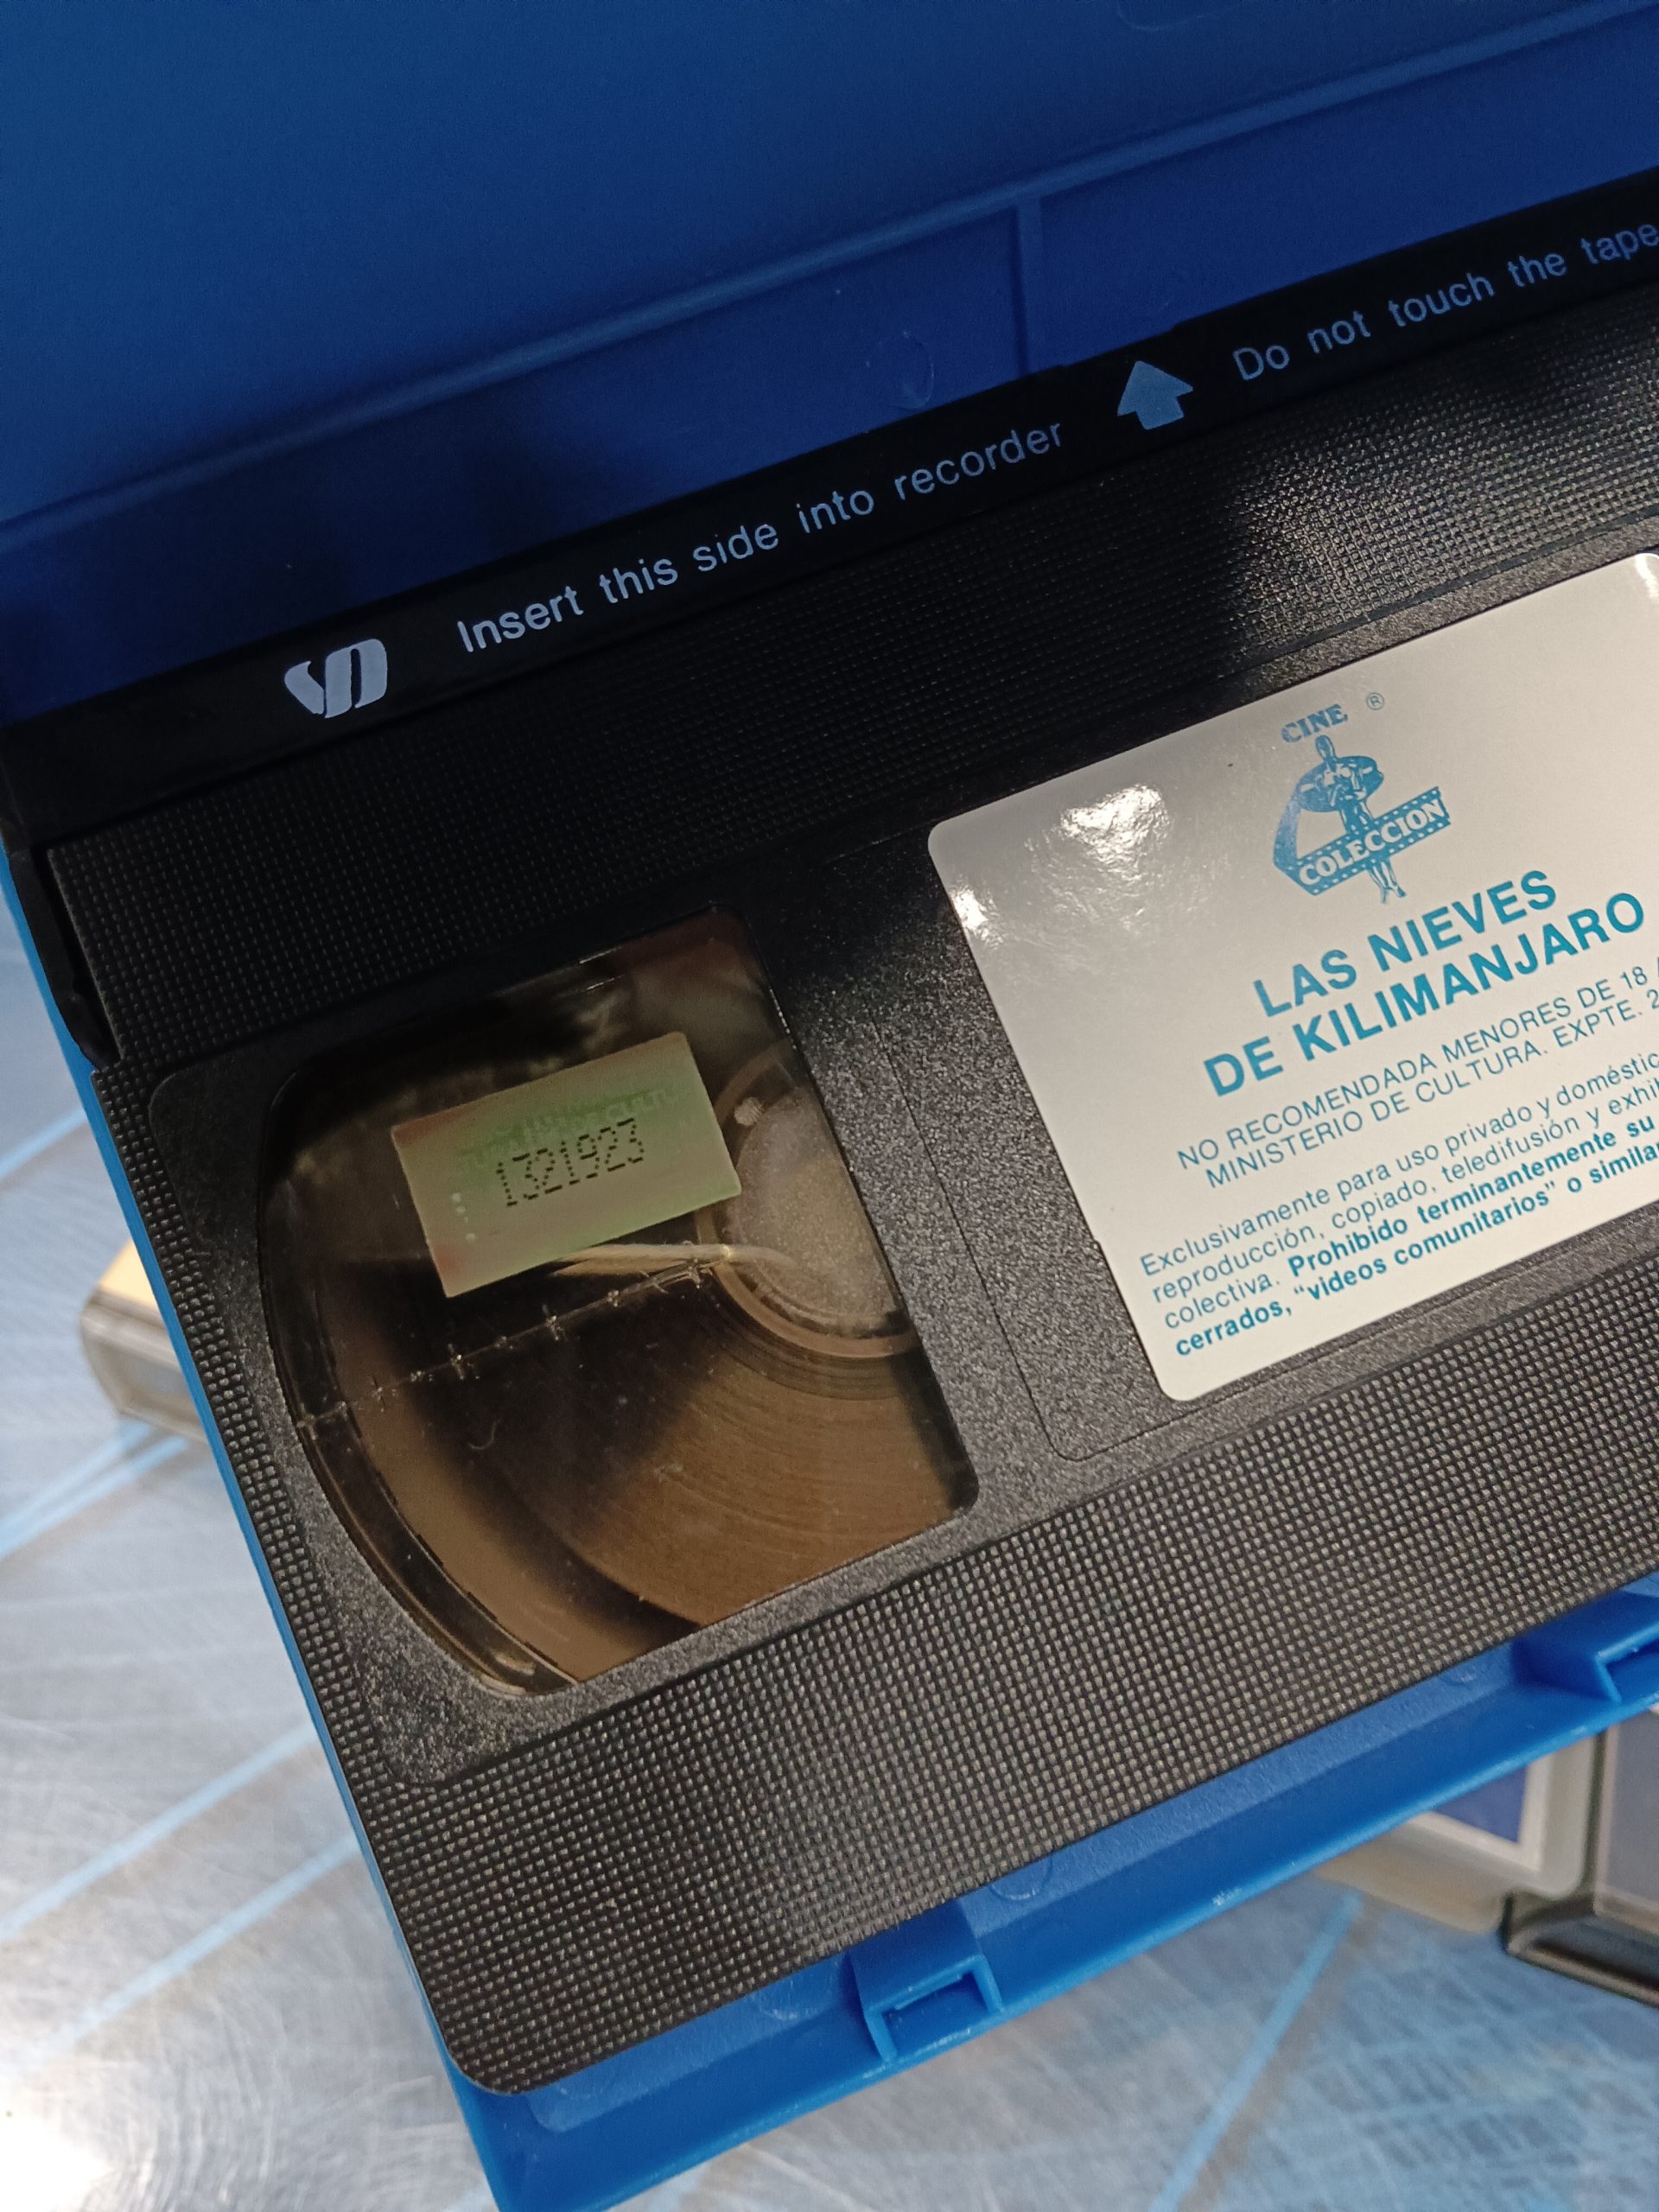 Insert this side into recorder Do not touch the tape
CINE ®
COLECCION
LAS NIEVES
DE KILIMANJARO
NO RECOMENDADA MENORES DE 18
MINISTERIO DE CULTURA. EXPTE. 2
Exclusivamente para uso privado y doméstic
reproducción, copiado, teledifusión y exhi
colectiva. Prohibido terminantemente su
cerrados, "videos comunitarios" o similar
1321923